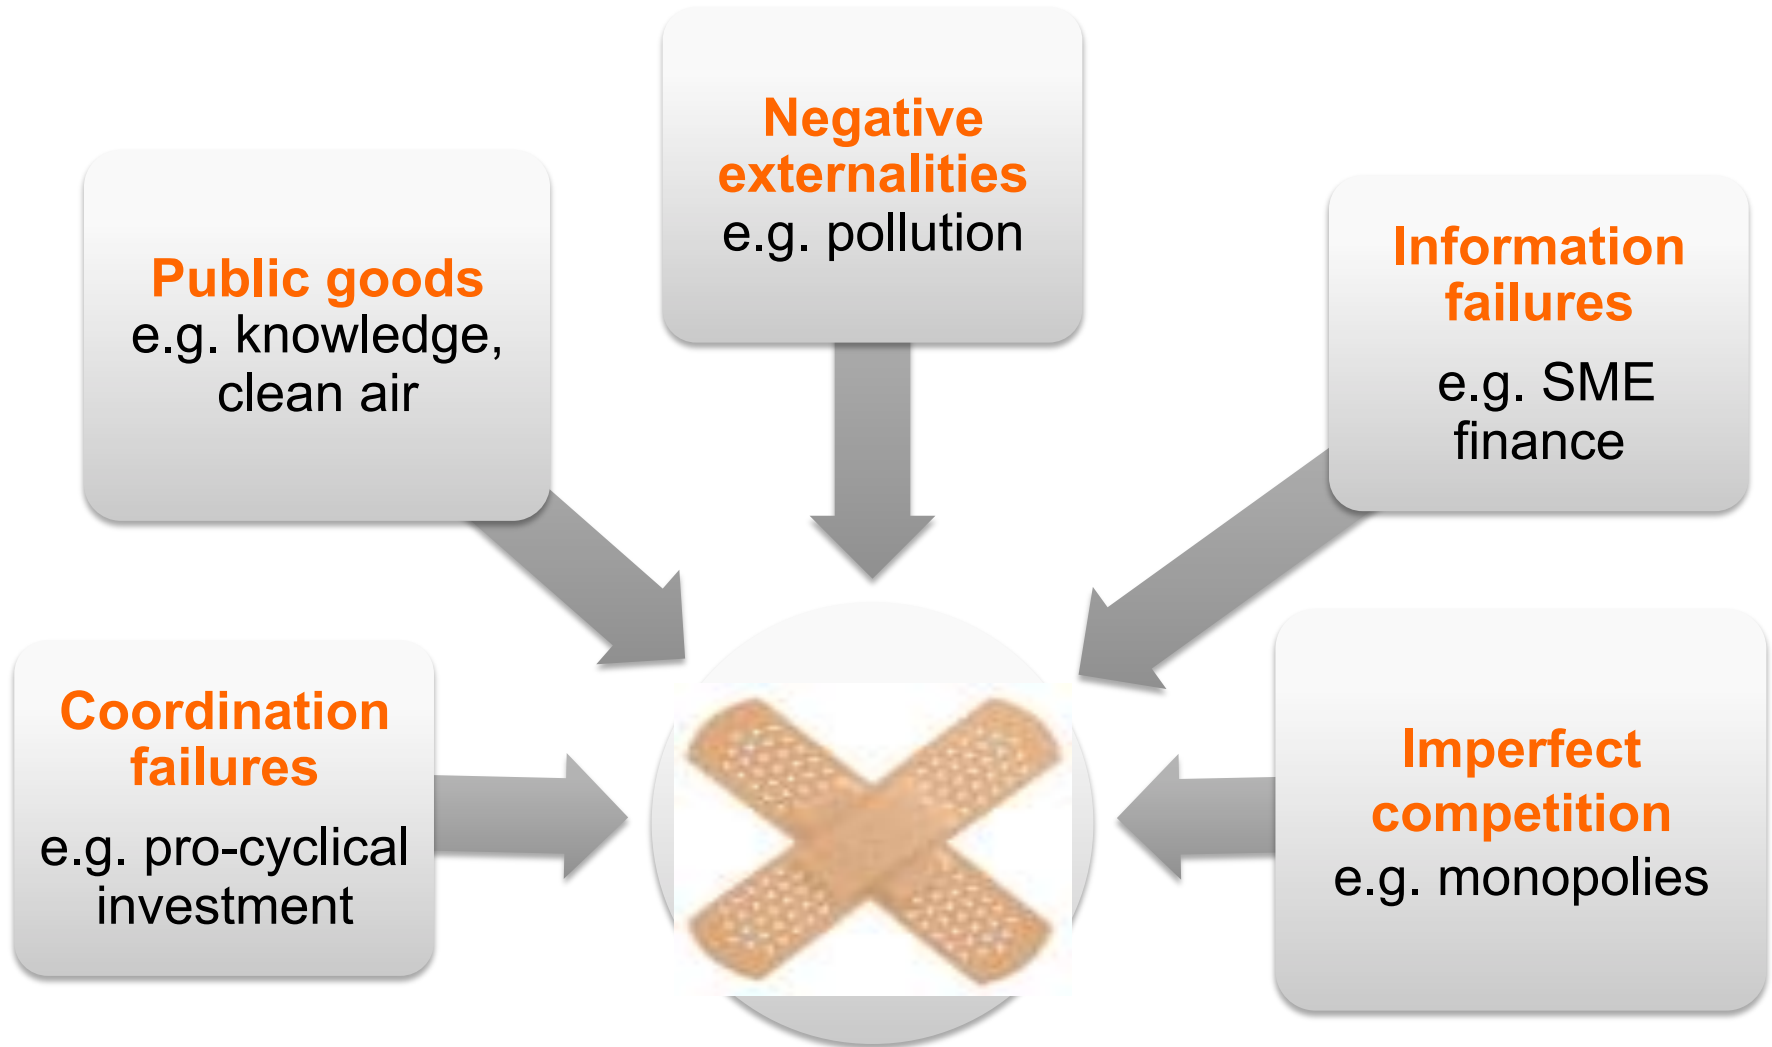 Negative
externalities
e.g. pollution
Public goods
e.g. knowledge,
clean air
Information
failures
e.g. SME
finance
Coordination
failures
e.g. pro-cyclical
investment
Imperfect
competition
e.g. monopolies